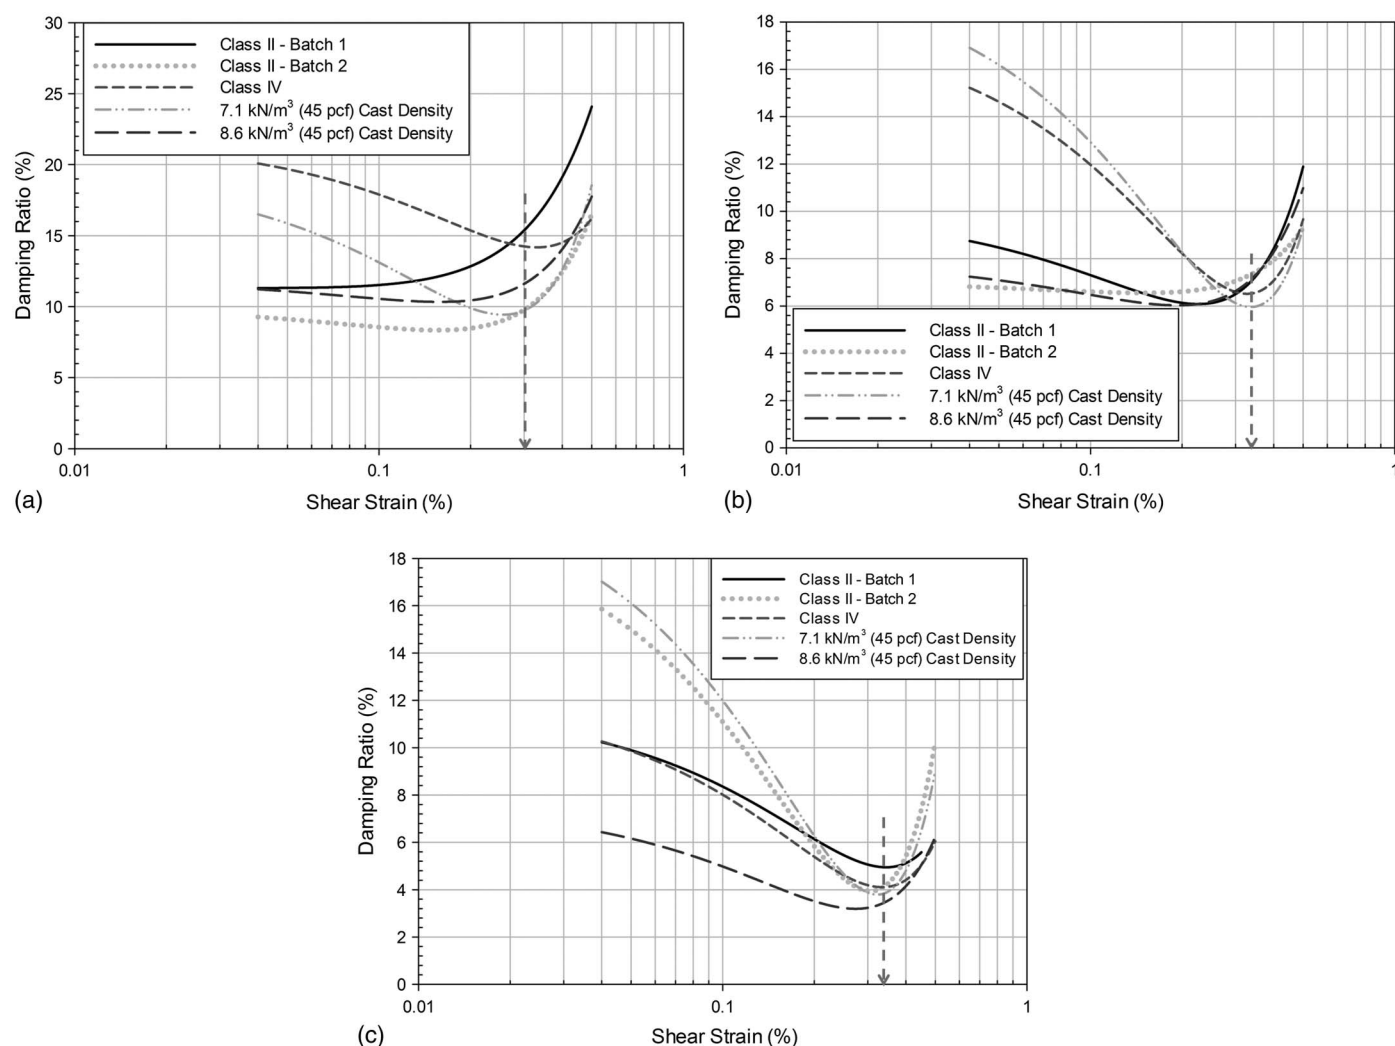 30
25
20
15
10
5
0
Damping Ratio (%)
Class II - Batch 1
Class II - Batch 2
Class IV
7.1 kN/m³ (45 pcf) Cast Density
8.6 kN/m³ (45 pcf) Cast Density
0.01
0.1
1
Shear Strain (%)
(a)
18
16
14
12
10
8
6
4
2
0
Damping Ratio (%)
Class II - Batch 1
Class II - Batch 2
Class IV
7.1 kN/m³ (45 pcf) Cast Density
8.6 kN/m³ (45 pcf) Cast Density
0.01
0.1
1
Shear Strain (%)
(b)
18
16
14
12
10
8
6
4
2
0
Damping Ratio (%)
Class II - Batch 1
Class II - Batch 2
Class IV
7.1 kN/m³ (45 pcf) Cast Density
8.6 kN/m³ (45 pcf) Cast Density
0.01
0.1
1
Shear Strain (%)
(c)